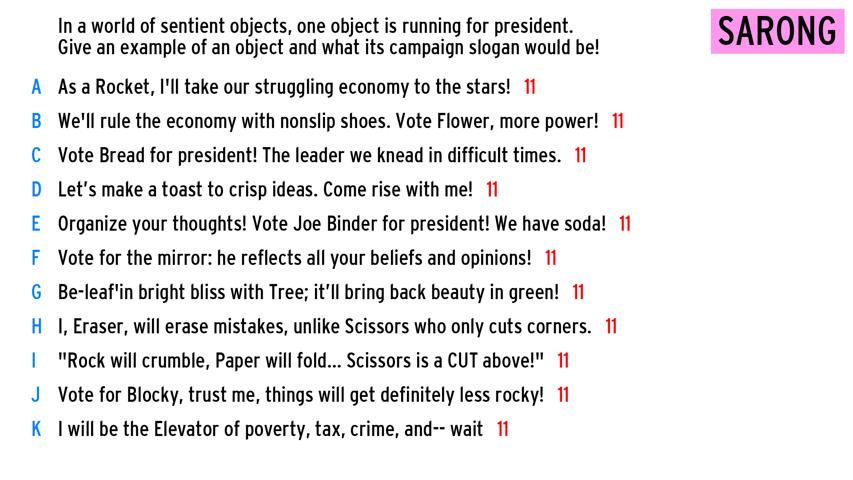 In a world of sentient objects, one object is running for president.
Give an example of an object and what its campaign slogan would be!
SARONG
A As a Rocket, I'll take our struggling economy to the stars! 11
B We'll rule the economy with nonslip shoes. Vote Flower, more power! 11
C Vote Bread for president! The leader we knead in difficult times. 11
D Let’s make a toast to crisp ideas. Come rise with me! 11
E Organize your thoughts! Vote Joe Binder for president! We have soda! 11
F Vote for the mirror: he reflects all your beliefs and opinions! 11
G Be-leaf'in bright bliss with Tree; it’ll bring back beauty in green! 11
H I, Eraser, will erase mistakes, unlike Scissors who only cuts corners. 11
I "Rock will crumble, Paper will fold... Scissors is a CUT above!" 11
J Vote for Blocky, trust me, things will get definitely less rocky! 11
K I will be the Elevator of poverty, tax, crime, and-- wait 11